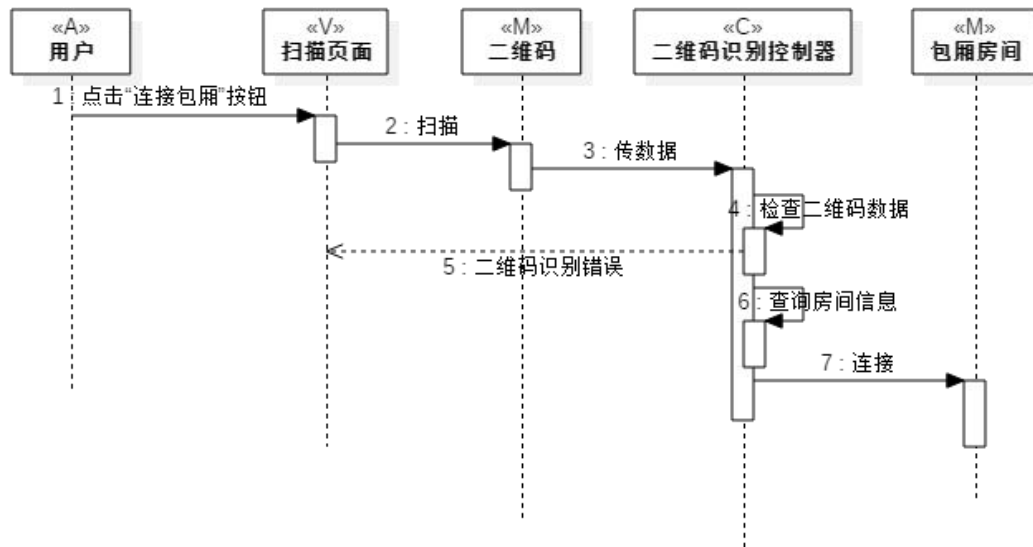 «A»
用户
«V»
扫描页面
«M»
二维码
«C»
二维码识别控制器
«M»
包厢房间
1 : 点击“连接包厢”按钮
2 : 扫描
3 : 传数据
4 : 检查二维码数据
5 : 二维码识别错误
6 : 查询房间信息
7 : 连接